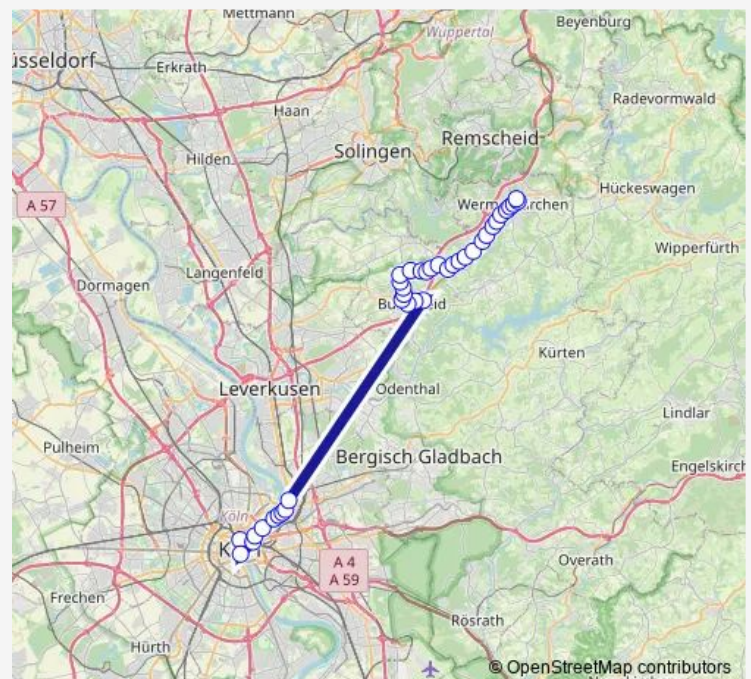 Mettmann
Beyenburg
Wuppertal
üsseldorf
Erkrath
Haan
Radevormwald
Remscheid
Solingen
Hilden
Hückeswagen
A 57
Wipperfürth
Langenfeld
Dormagen
Kürten
Leverkusen
Odenthal
Lindlar
Pulheim
Bergisch Gladbach
Engelskirch
Köln
A 4
A 59
Overath
Frechen
Rösrath
Hürth
© OpenStreetMap contributors